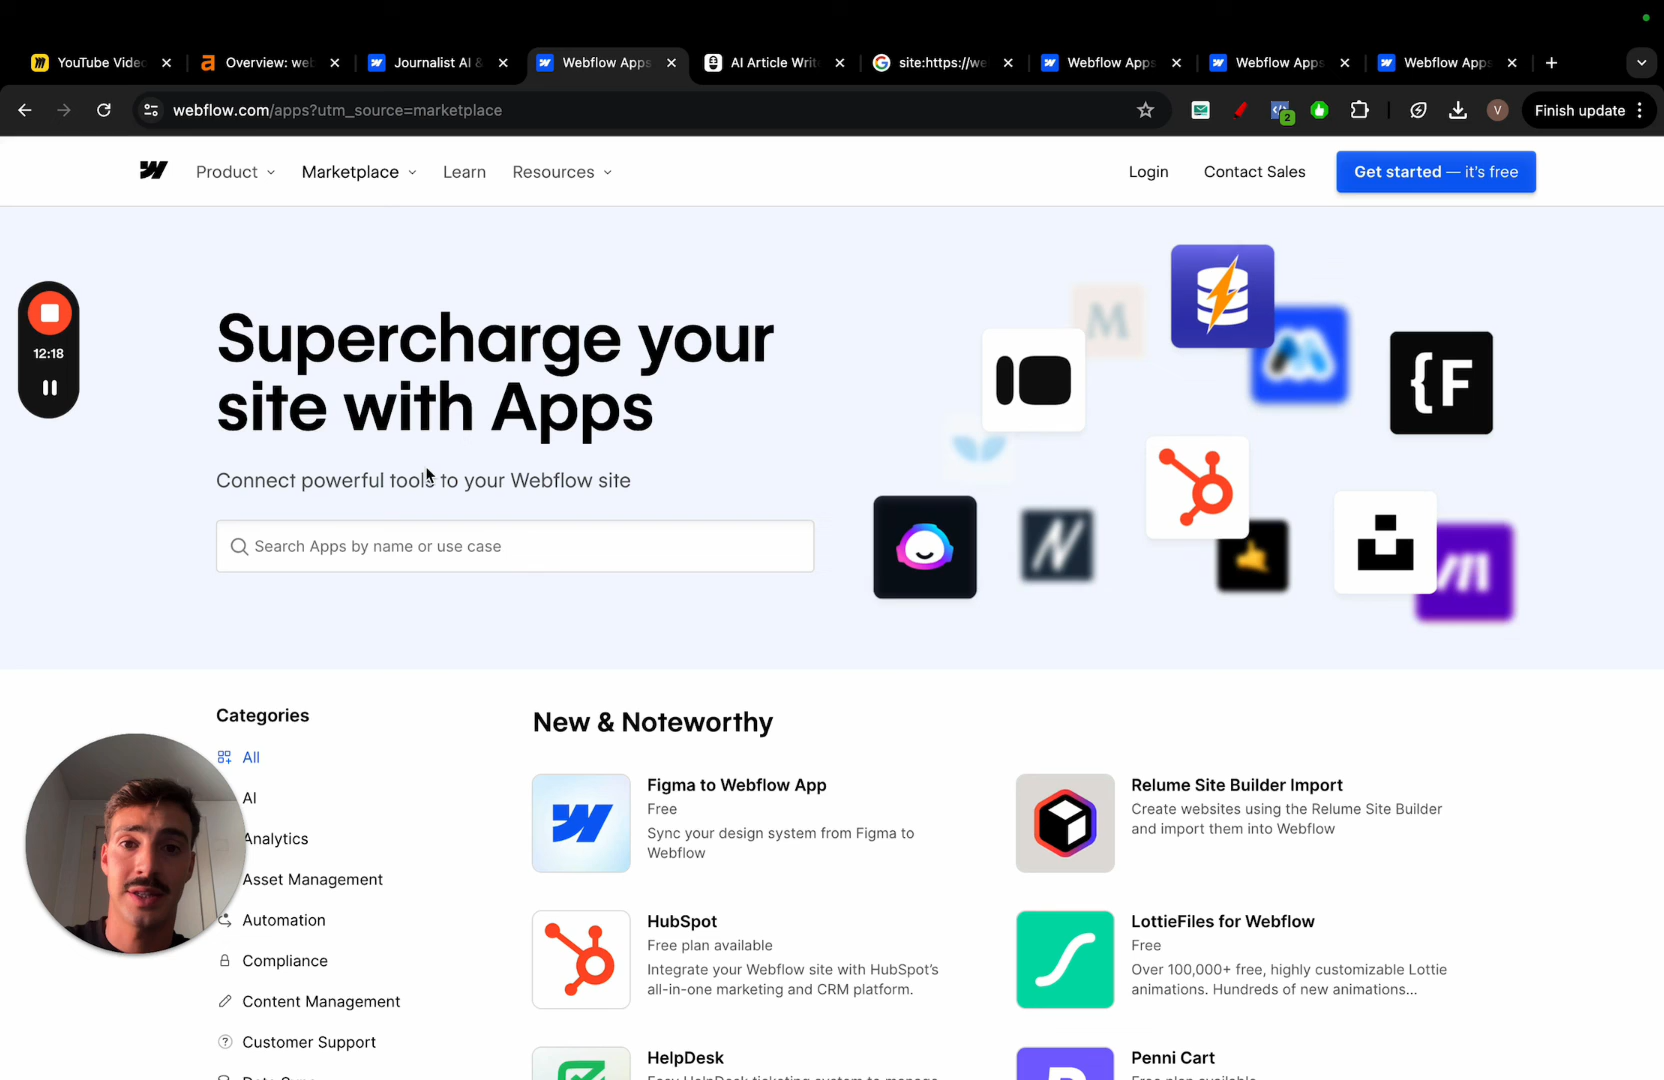 YouTube Video
Overview: we
Journalist AI &
Webflow Apps
AI Article Write
site:https://we
Webflow Apps
Webflow Apps
Webflow Apps
webflow.com/apps?utm_source=marketplace
2
V
Finish update
Product
Marketplace
Learn
Resources
Login
Contact Sales
Get started — it's free
Supercharge your
site with Apps
Connect powerful tools to your Webflow site
Search Apps by name or use case
12:18
M
{F
N
Categories
All
AI
Analytics
Asset Management
Automation
Compliance
Content Management
Customer Support
New & Noteworthy
Figma to Webflow App
Free
Sync your design system from Figma to
Webflow
Relume Site Builder Import
Create websites using the Relume Site Builder
and import them into Webflow
HubSpot
Free plan available
Integrate your Webflow site with HubSpot's
all-in-one marketing and CRM platform.
LottieFiles for Webflow
Free
Over 100,000+ free, highly customizable Lottie
animations. Hundreds of new animations...
HelpDesk
Penni Cart